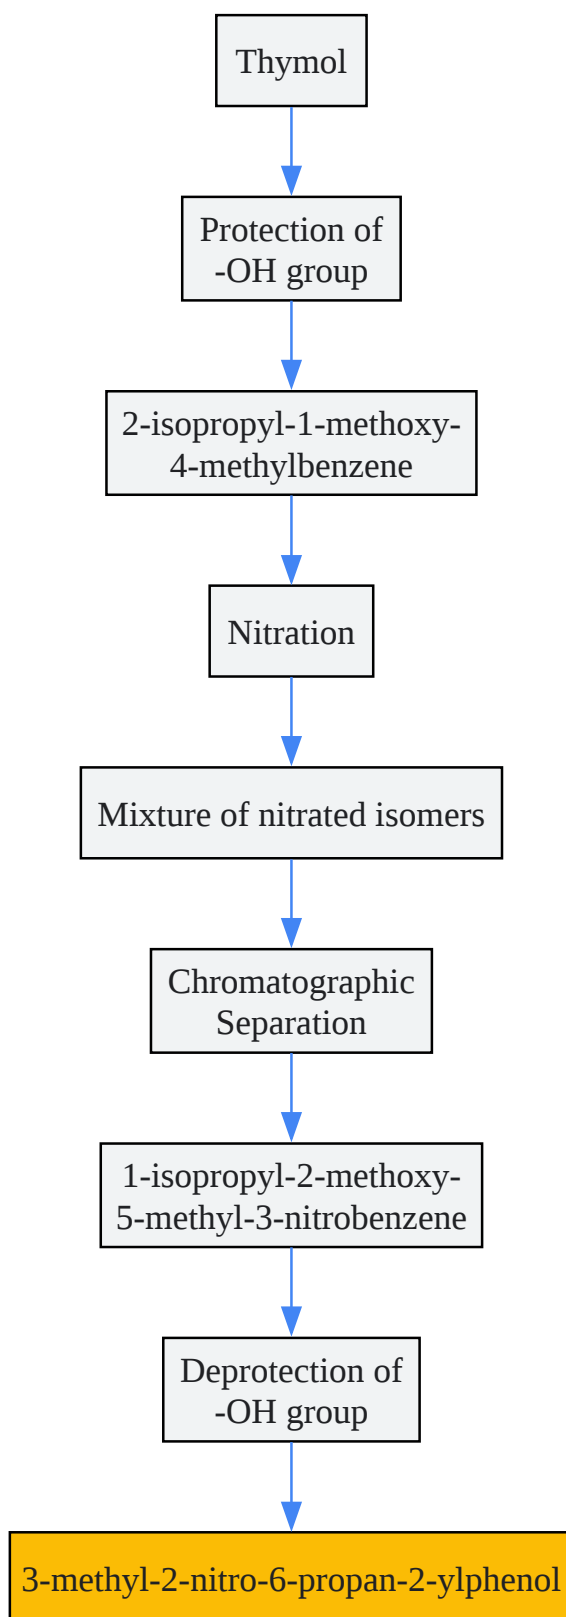 Thymol
Protection of
-OH group
2-isopropyl-1-methoxy-
4-methylbenzene
Nitration
Mixture of nitrated isomers
Chromatographic
Separation
1-isopropyl-2-methoxy-
5-methyl-3-nitrobenzene
Deprotection of
-OH group
3-methyl-2-nitro-6-propan-2-ylphenol